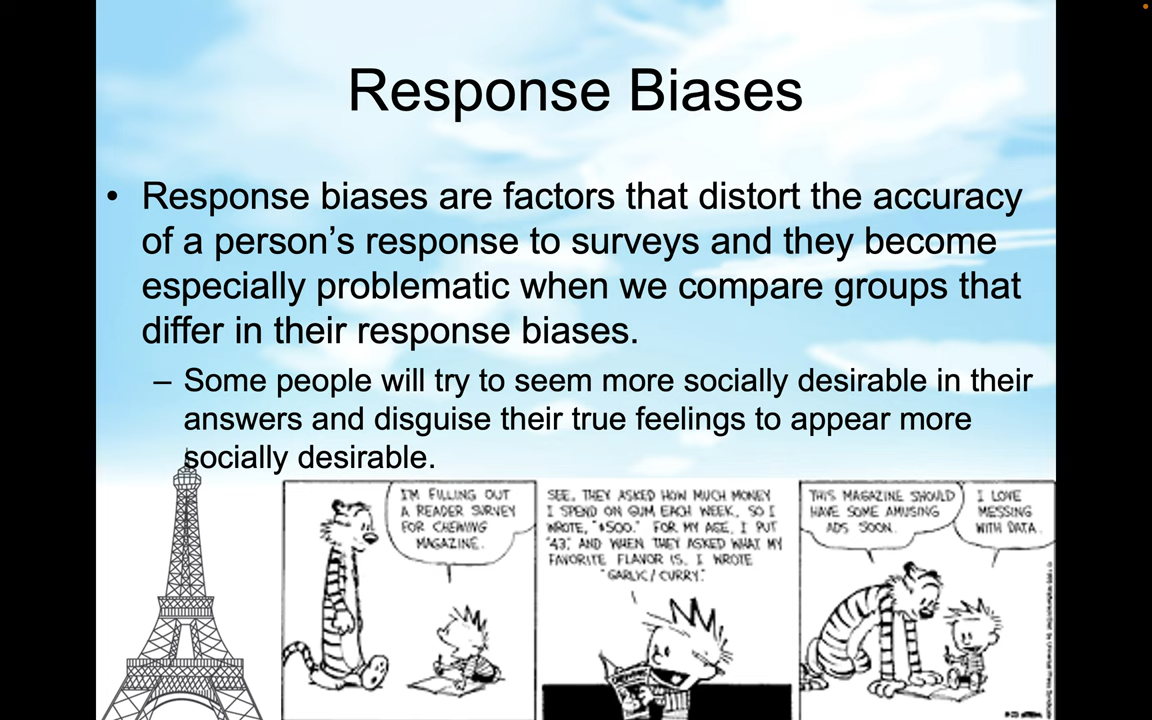 Response Biases
• Response biases are factors that distort the accuracy
of a person’s response to surveys and they become
especially problematic when we compare groups that
differ in their response biases.
– Some people will try to seem more socially desirable in their
answers and disguise their true feelings to appear more
socially desirable.
I'M FILLING OUT
A READER SURVEY
FOR CHEWING
MAGAZINE.
SEE, THEY ASKED HOW MUCH MONEY
I SPEND ON GUM EACH WEEK, SO I
WROTE, "$500." FOR MY AGE, I PUT
"43," AND WHEN THEY ASKED WHAT MY
FAVORITE FLAVOR IS, I WROTE
"GARLIC/CURRY."
THIS MAGAZINE SHOULD
HAVE SOME AMUSING
ADS SOON.
I LOVE
MESSING
WITH DATA.